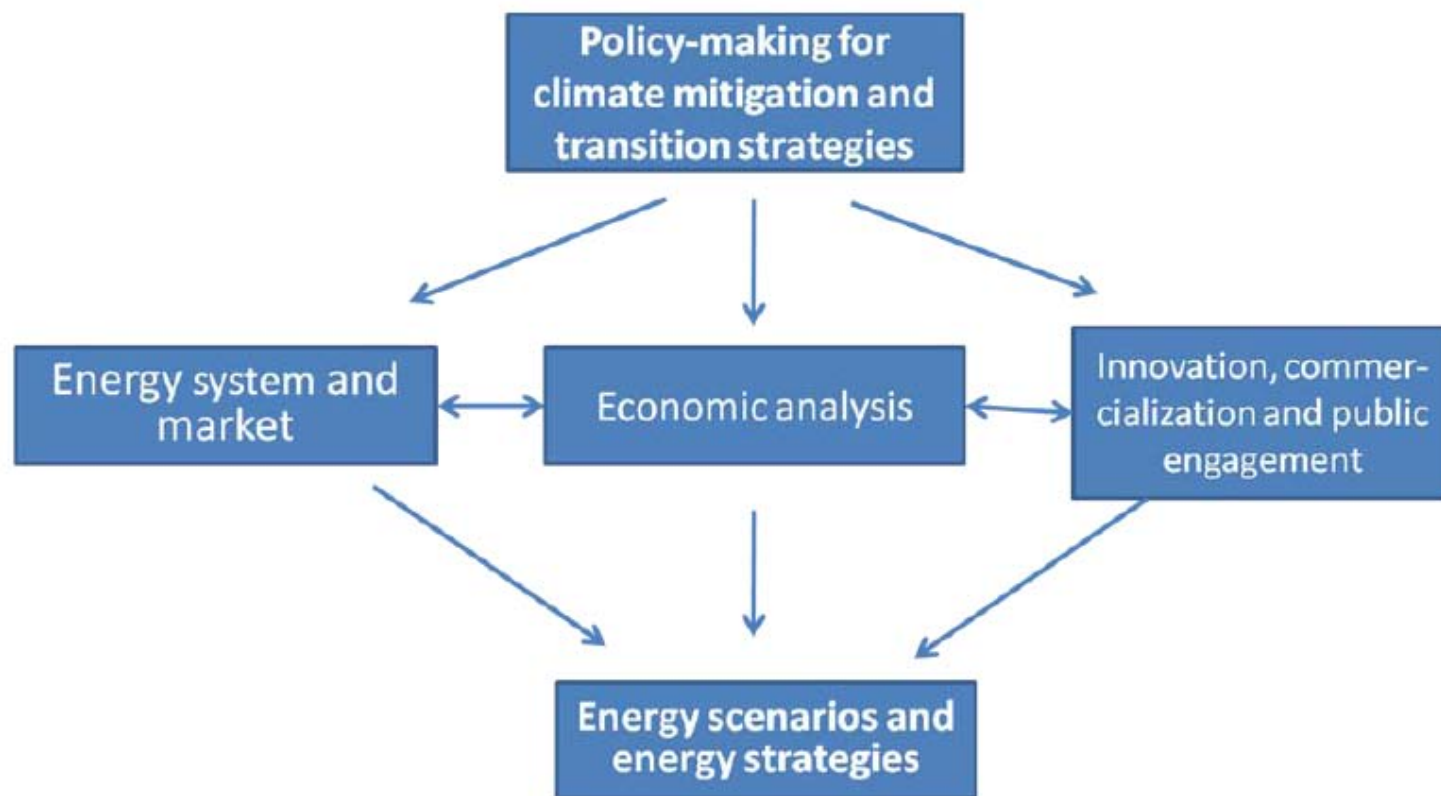 Policy-making for
climate mitigation and
transition strategies
Energy system and
market
Economic analysis
Innovation, commer-
cialization and public
engagement
Energy scenarios and
energy strategies